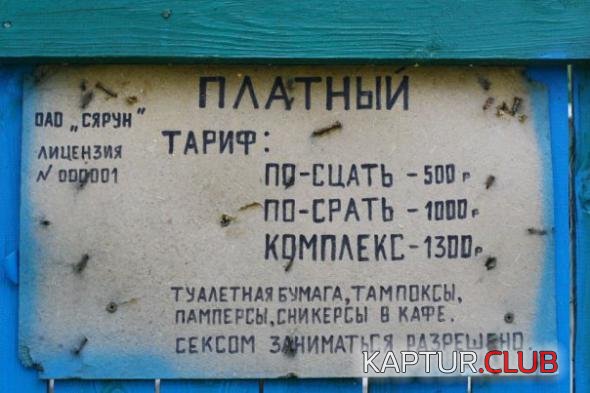 ПЛАТНЫЙ
ОАО „СЯРУН"
ЛИЦЕНЗИЯ
N 000001
ТАРИФ:
ПО-СЦАТЬ - 500 р
ПО-СРАТЬ - 1000 р
КОМПЛЕКС - 1300 р
ТУАЛЕТНАЯ БУМАГА, ТАМПОКСЫ,
ПАМПЕРСЫ, СНИКЕРСЫ В КАФЕ.
СЕКСОМ ЗАНИМАТЬСЯ РАЗРЕШЕНО.
KAPTUR.CLUB